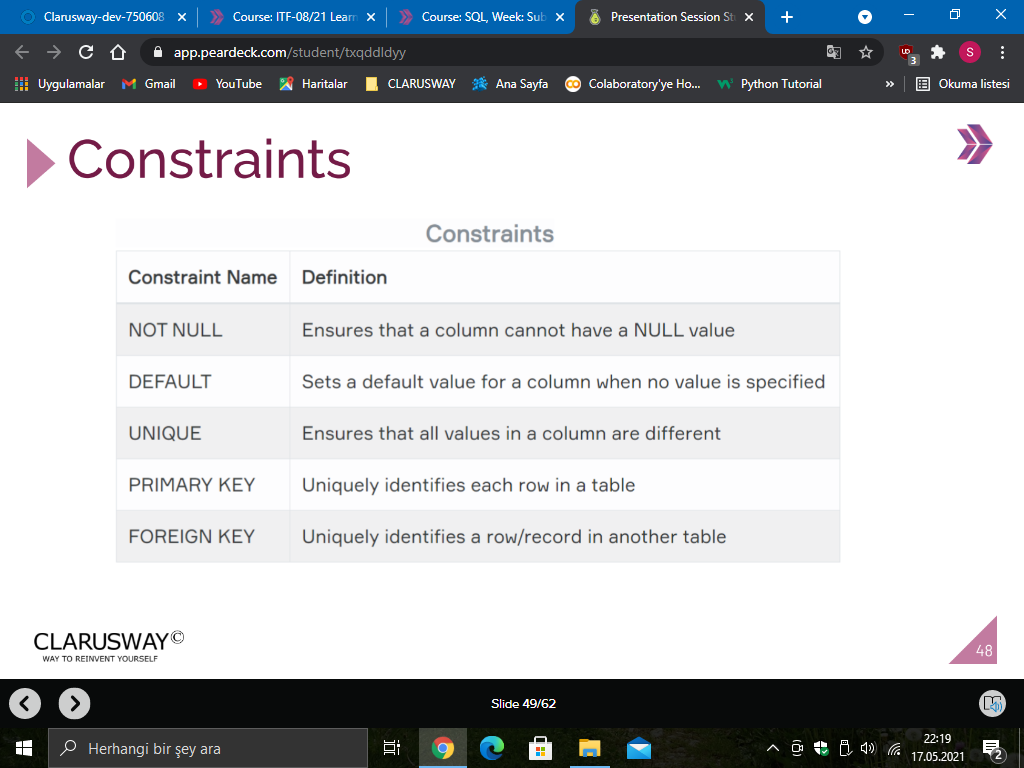 Clarusway-dev-750608
Course: ITF-08/21 Learn
Course: SQL, Week: Sub
Presentation Session St
app.peardeck.com/student/txqddldyy
S
3
Uygulamalar
Gmail
YouTube
Haritalar
CLARUSWAY
Ana Sayfa
Colaboratory'ye Ho...
Python Tutorial
»
Okuma listesi
Constraints
Constraints
Constraint Name Definition
NOT NULL Ensures that a column cannot have a NULL value
DEFAULT Sets a default value for a column when no value is specified
UNIQUE Ensures that all values in a column are different
PRIMARY KEY Uniquely identifies each row in a table
FOREIGN KEY Uniquely identifies a row/record in another table
CLARUSWAY©
WAY TO REINVENT YOURSELF
48
Slide 49/62
Herhangi bir şey ara
22:19
17.05.2021
2